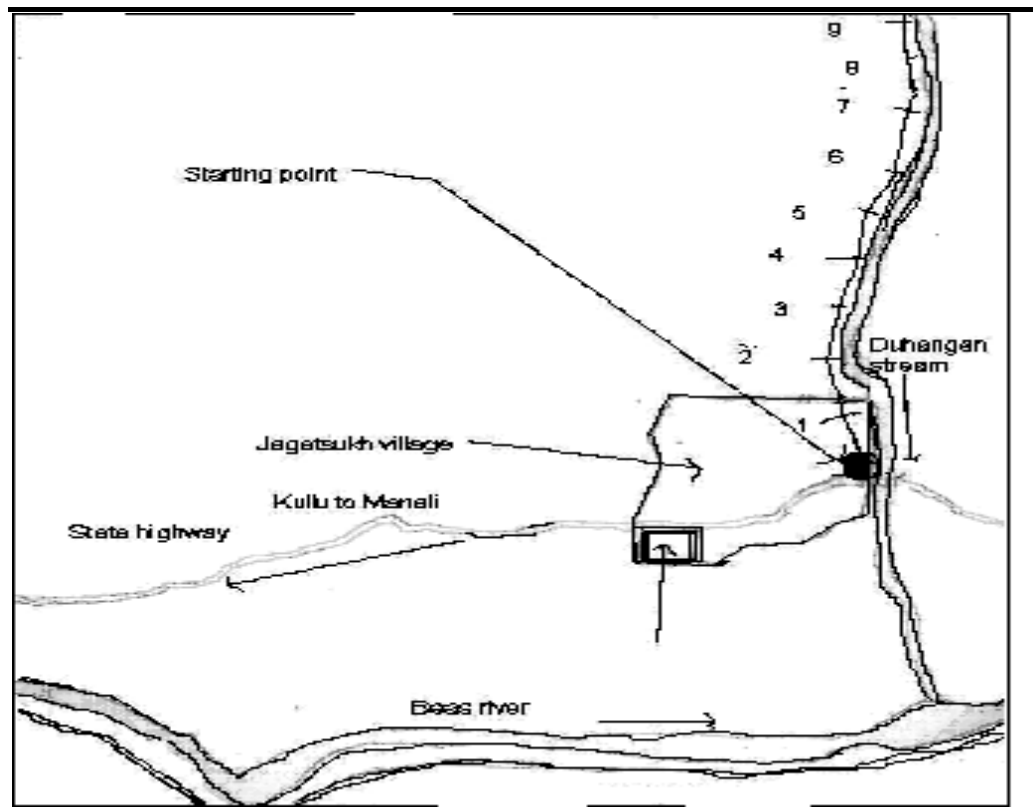 9
8
7
6
Starting point
5
4
3
2
Duhangan
stream
1
Jagatsukh village
Kullu to Manali
State highway
Beas river